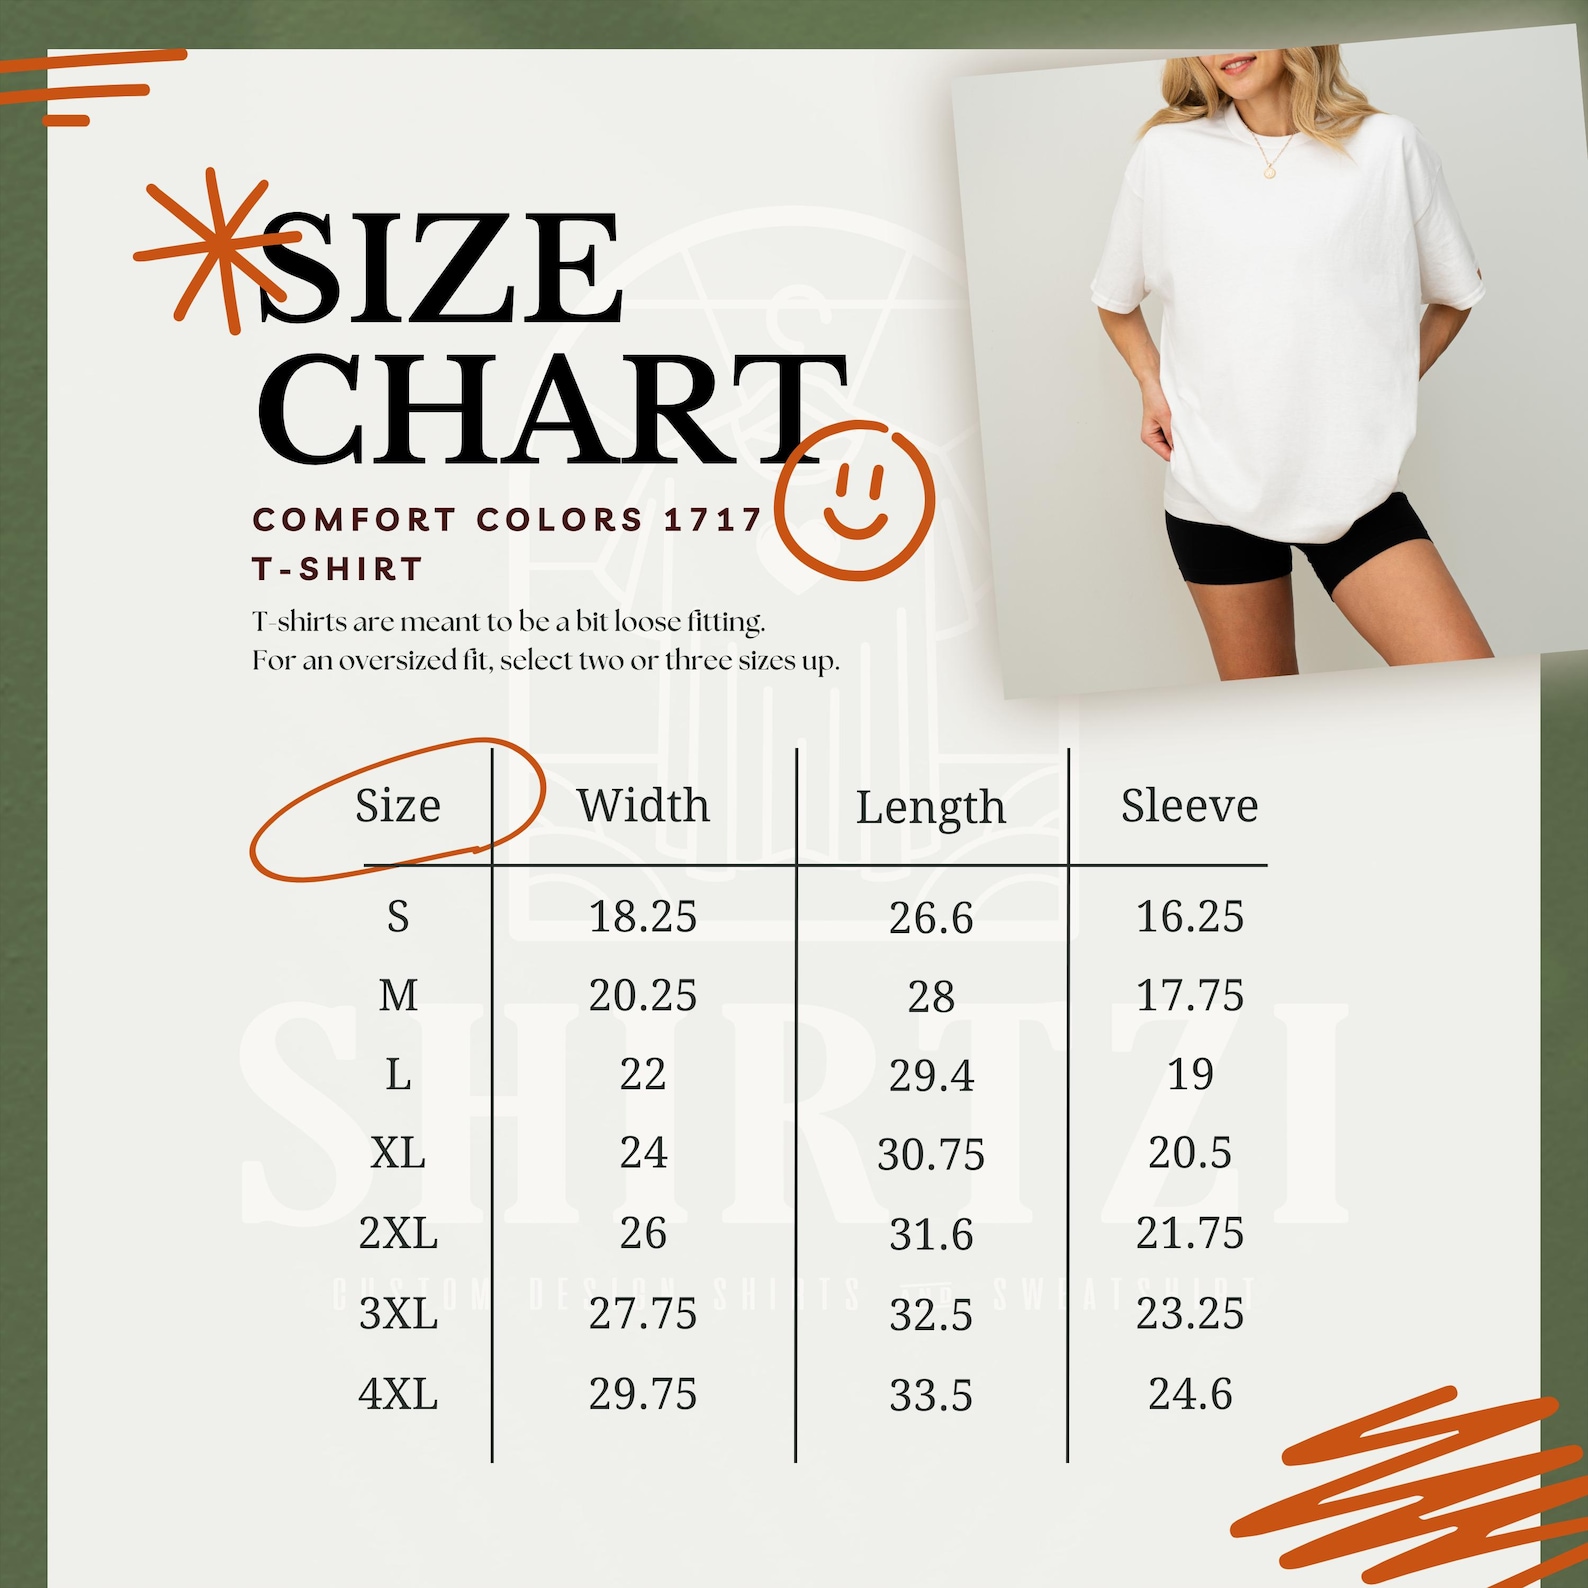 SIZE
CHART
COMFORT COLORS 1717
T-SHIRT
T-shirts are meant to be a bit loose fitting.
For an oversized fit, select two or three sizes up.
Size Width Length Sleeve
S 18.25 26.6 16.25
M 20.25 28 17.75
L 22 29.4 19
XL 24 30.75 20.5
2XL 26 31.6 21.75
3XL 27.75 32.5 23.25
4XL 29.75 33.5 24.6
SHIRTZI
CUSTOM DESIGN SHIRTS AND SWEATSHIRT